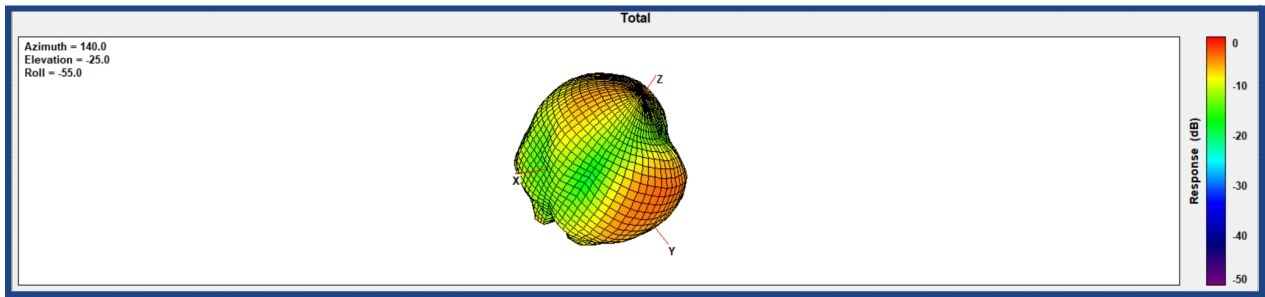 Total
Azimuth = 140.0
Elevation = -25.0
Roll = -55.0
Z
X
Y
0
-10
-20
-30
-40
-50
Response (dB)